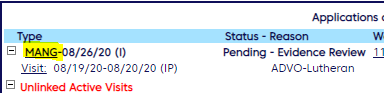 Applications
Type Status - Reason
MANG-08/26/20 (I) Pending - Evidence Review 11
Visit: 08/19/20-08/20/20 (IP) ADVO-Lutheran
Unlinked Active Visits